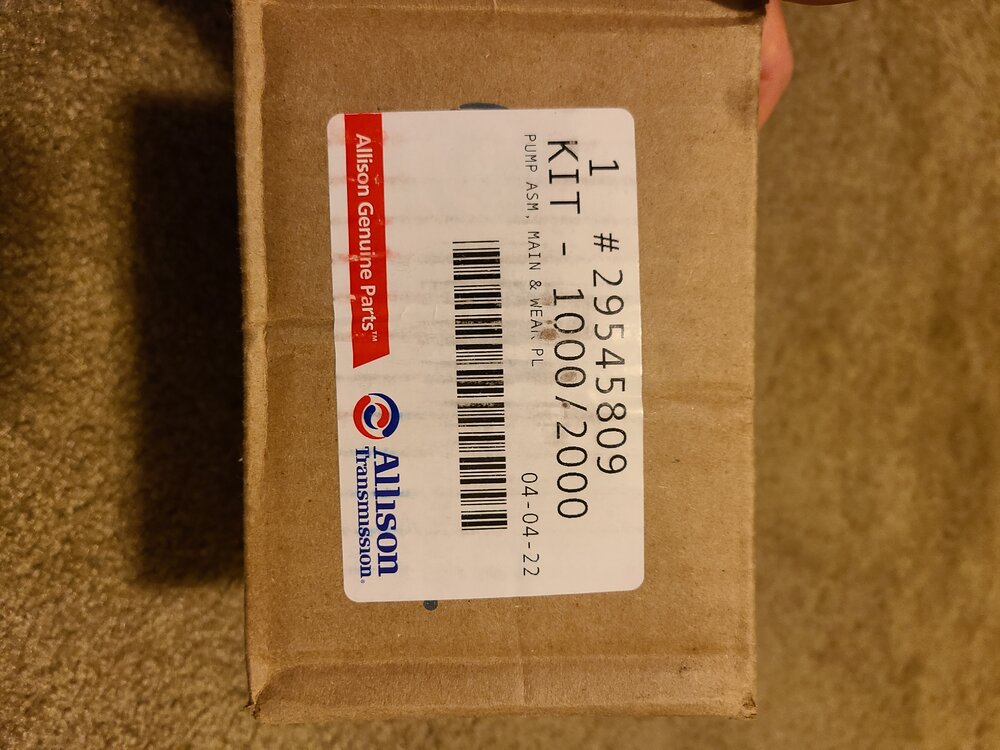 1 # 29545809
KIT - 1000/2000
PUMP ASM, MAIN & WEAR PL
04-04-22
Allison Genuine Parts™
Allison
Transmission®